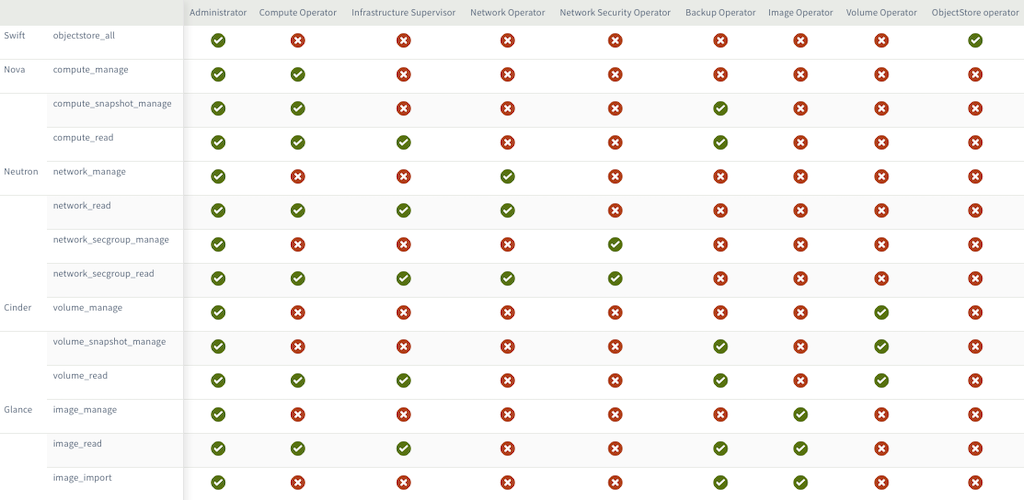 Administrator Compute Operator Infrastructure Supervisor Network Operator Network Security Operator Backup Operator Image Operator Volume Operator ObjectStore operator
Swift objectstore_all
Nova compute_manage
compute_snapshot_manage
compute_read
Neutron network_manage
network_read
network_secgroup_manage
network_secgroup_read
Cinder volume_manage
volume_snapshot_manage
volume_read
Glance image_manage
image_read
image_import